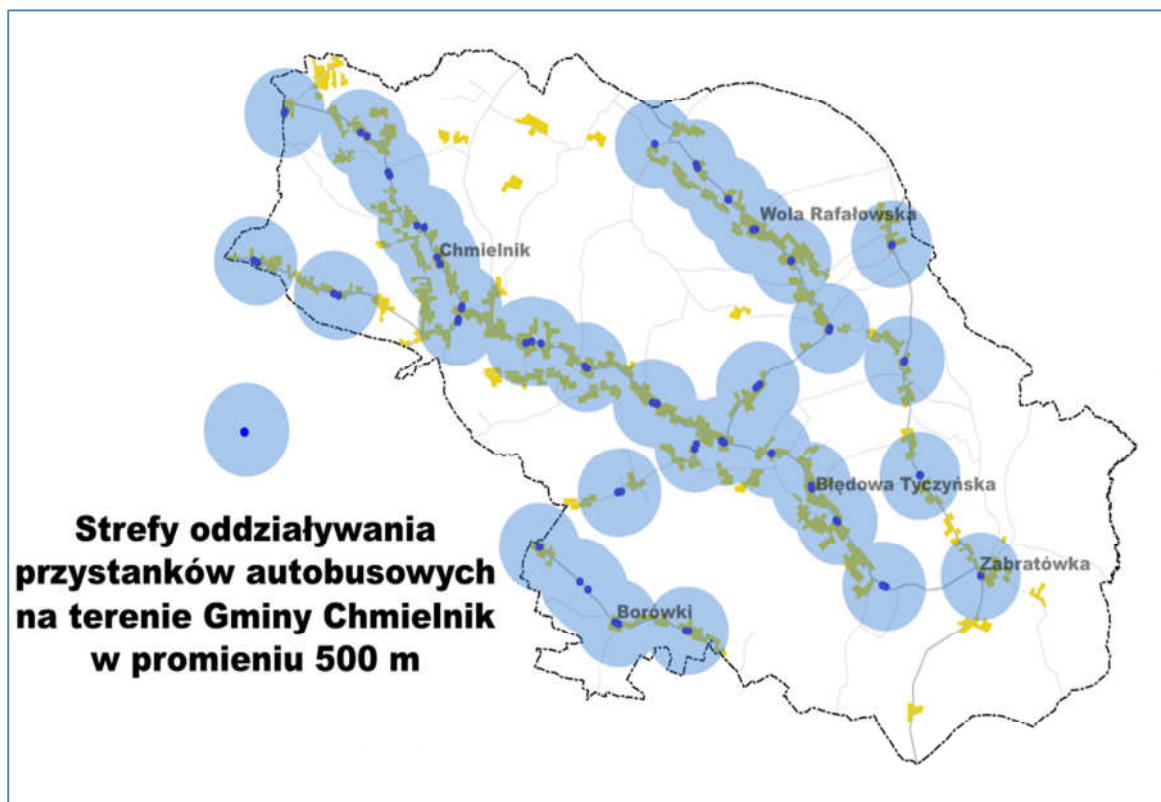 Wola Rafałowska
Chmielnik
Błędowa Tyczyńska
Zabratówka
Borówki
Strefy oddziaływania
przystanków autobusowych
na terenie Gminy Chmielnik
w promieniu 500 m